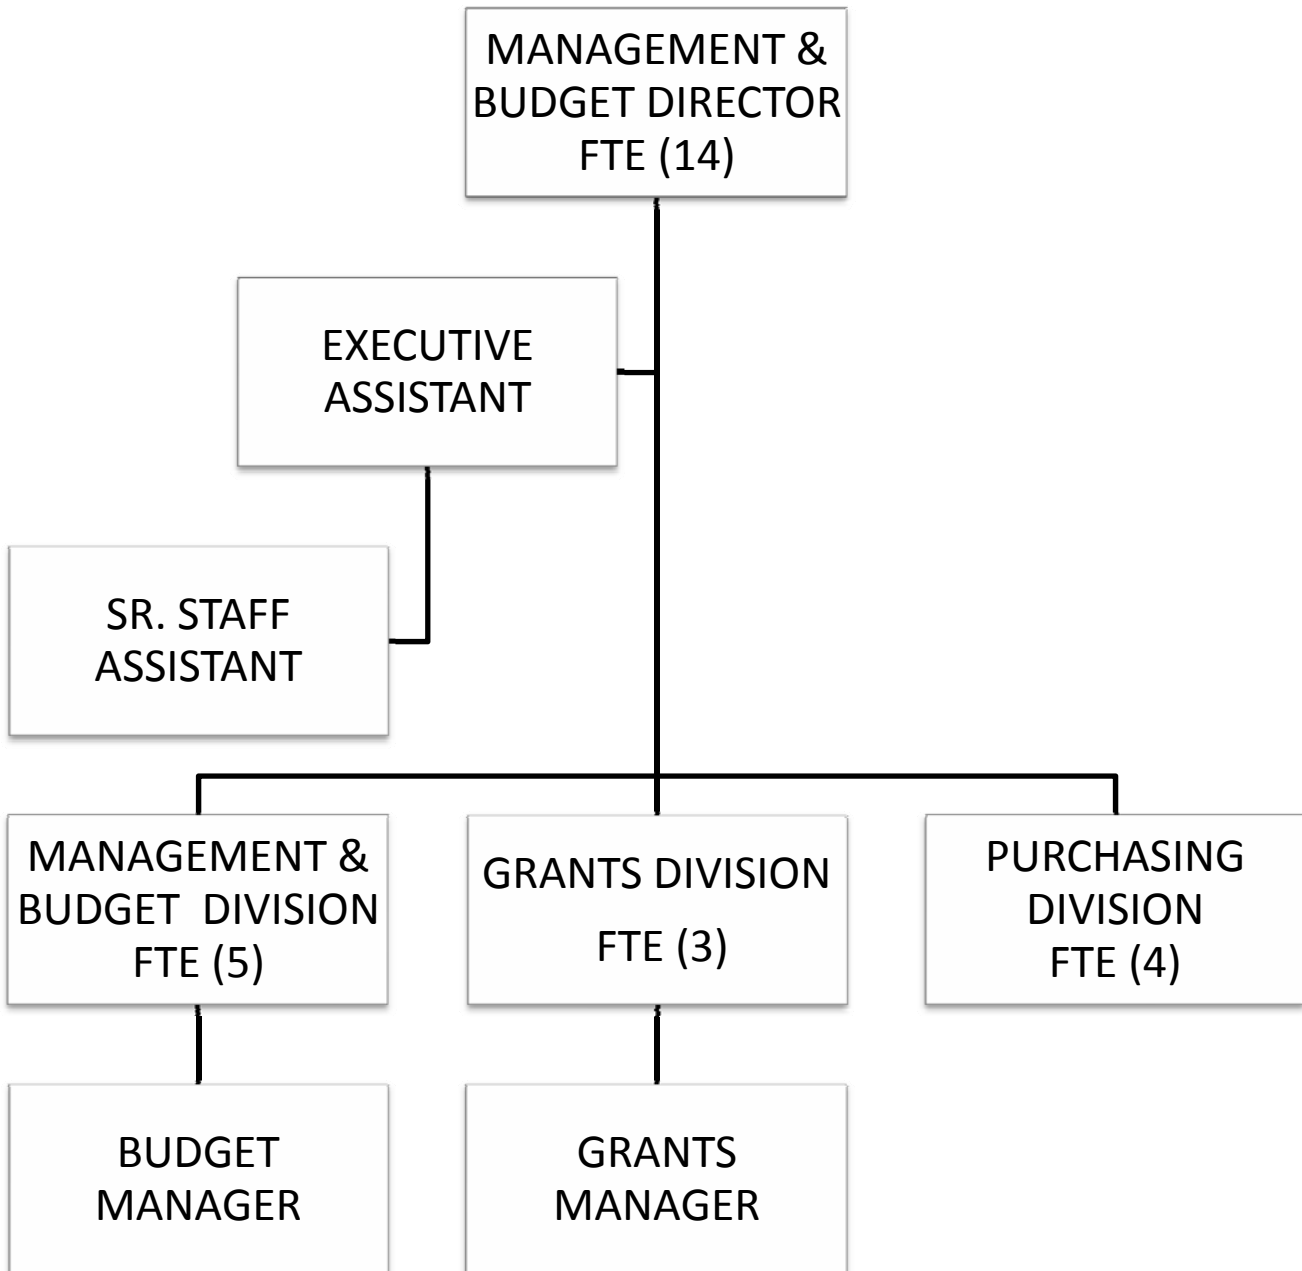 MANAGEMENT &
BUDGET DIRECTOR
FTE (14)
EXECUTIVE
ASSISTANT
SR. STAFF
ASSISTANT
MANAGEMENT &
BUDGET DIVISION
FTE (5)
GRANTS DIVISION
FTE (3)
PURCHASING
DIVISION
FTE (4)
BUDGET
MANAGER
GRANTS
MANAGER